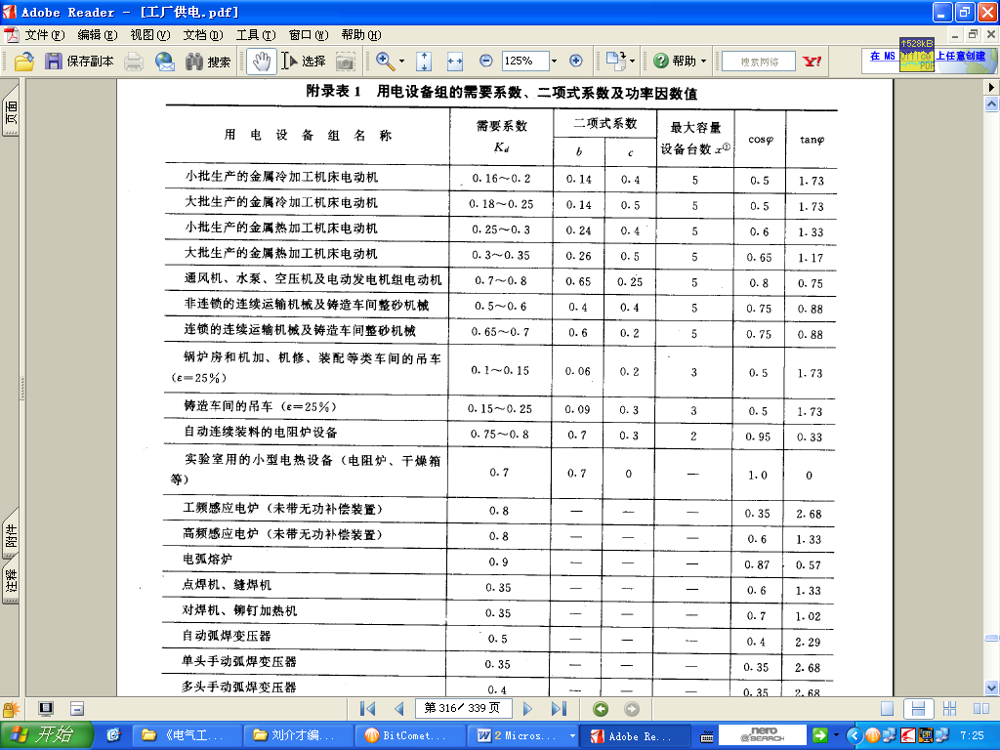 Adobe Reader - [工厂供电.pdf]
文件(F) 编辑(E) 视图(V) 文档(D) 工具(T) 窗口(W) 帮助(H)
保存副本 搜索 选择 125% 帮助 搜索网络 Y!
↑528kB
在 MS Office 上任意创建 PDF
页面
附件
注释
附录表 1 用电设备组的需要系数、二项式系数及功率因数值
用 电 设 备 组 名 称 需要系数 Kd 二项式系数 b c 最大容量设备台数 x① cosφ tanφ
小批生产的金属冷加工机床电动机 0.16～0.2 0.14 0.4 5 0.5 1.73
大批生产的金属冷加工机床电动机 0.18～0.25 0.14 0.5 5 0.5 1.73
小批生产的金属热加工机床电动机 0.25～0.3 0.24 0.4 5 0.6 1.33
大批生产的金属热加工机床电动机 0.3～0.35 0.26 0.5 5 0.65 1.17
通风机、水泵、空压机及电动发电机组电动机 0.7～0.8 0.65 0.25 5 0.8 0.75
非连锁的连续运输机械及铸造车间整砂机械 0.5～0.6 0.4 0.4 5 0.75 0.88
连锁的连续运输机械及铸造车间整砂机械 0.65～0.7 0.6 0.2 5 0.75 0.88
锅炉房和机加、机修、装配等类车间的吊车
(ε=25%) 0.1～0.15 0.06 0.2 3 0.5 1.73
铸造车间的吊车（ε=25%） 0.15～0.25 0.09 0.3 3 0.5 1.73
自动连续装料的电阻炉设备 0.75～0.8 0.7 0.3 2 0.95 0.33
实验室用的小型电热设备（电阻炉、干燥箱
等） 0.7 0.7 0 — 1.0 0
工频感应电炉（未带无功补偿装置） 0.8 — — — 0.35 2.68
高频感应电炉（未带无功补偿装置） 0.8 — — — 0.6 1.33
电弧熔炉 0.9 — — — 0.87 0.57
点焊机、缝焊机 0.35 — — — 0.6 1.33
对焊机、铆钉加热机 0.35 — — — 0.7 1.02
自动弧焊变压器 0.5 — — — 0.4 2.29
单头手动弧焊变压器 0.35 — — — 0.35 2.68
多头手动弧焊变压器 0.4 — — — 0.35 2.68
第 316/ 339 页
开始 《电气工... 刘介才编... BitComet... 2 Micros... Adobe Re... nero @SEARCH 7:25